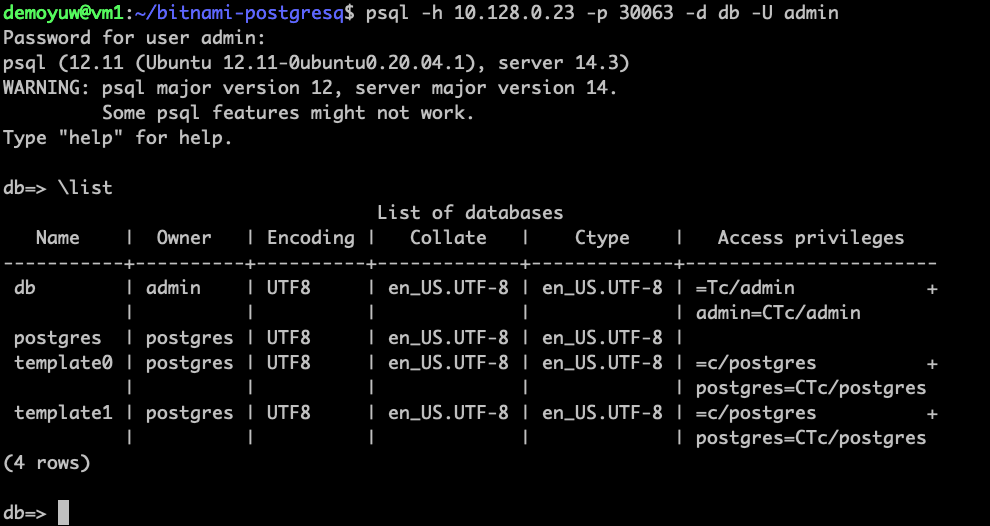 demoyuw@vm1:~/bitnami-postgresq$ psql -h 10.128.0.23 -p 30063 -d db -U admin
Password for user admin:
psql (12.11 (Ubuntu 12.11-0ubuntu0.20.04.1), server 14.3)
WARNING: psql major version 12, server major version 14.
         Some psql features might not work.
Type "help" for help.

db=> \list
                                  List of databases
   Name    |  Owner   | Encoding |   Collate   |    Ctype    |   Access privileges
-----------+----------+----------+-------------+-------------+-----------------------
 db        | admin    | UTF8     | en_US.UTF-8 | en_US.UTF-8 | =Tc/admin            +
           |          |          |             |             | admin=CTc/admin
 postgres  | postgres | UTF8     | en_US.UTF-8 | en_US.UTF-8 |
 template0 | postgres | UTF8     | en_US.UTF-8 | en_US.UTF-8 | =c/postgres          +
           |          |          |             |             | postgres=CTc/postgres
 template1 | postgres | UTF8     | en_US.UTF-8 | en_US.UTF-8 | =c/postgres          +
           |          |          |             |             | postgres=CTc/postgres
(4 rows)

db=>